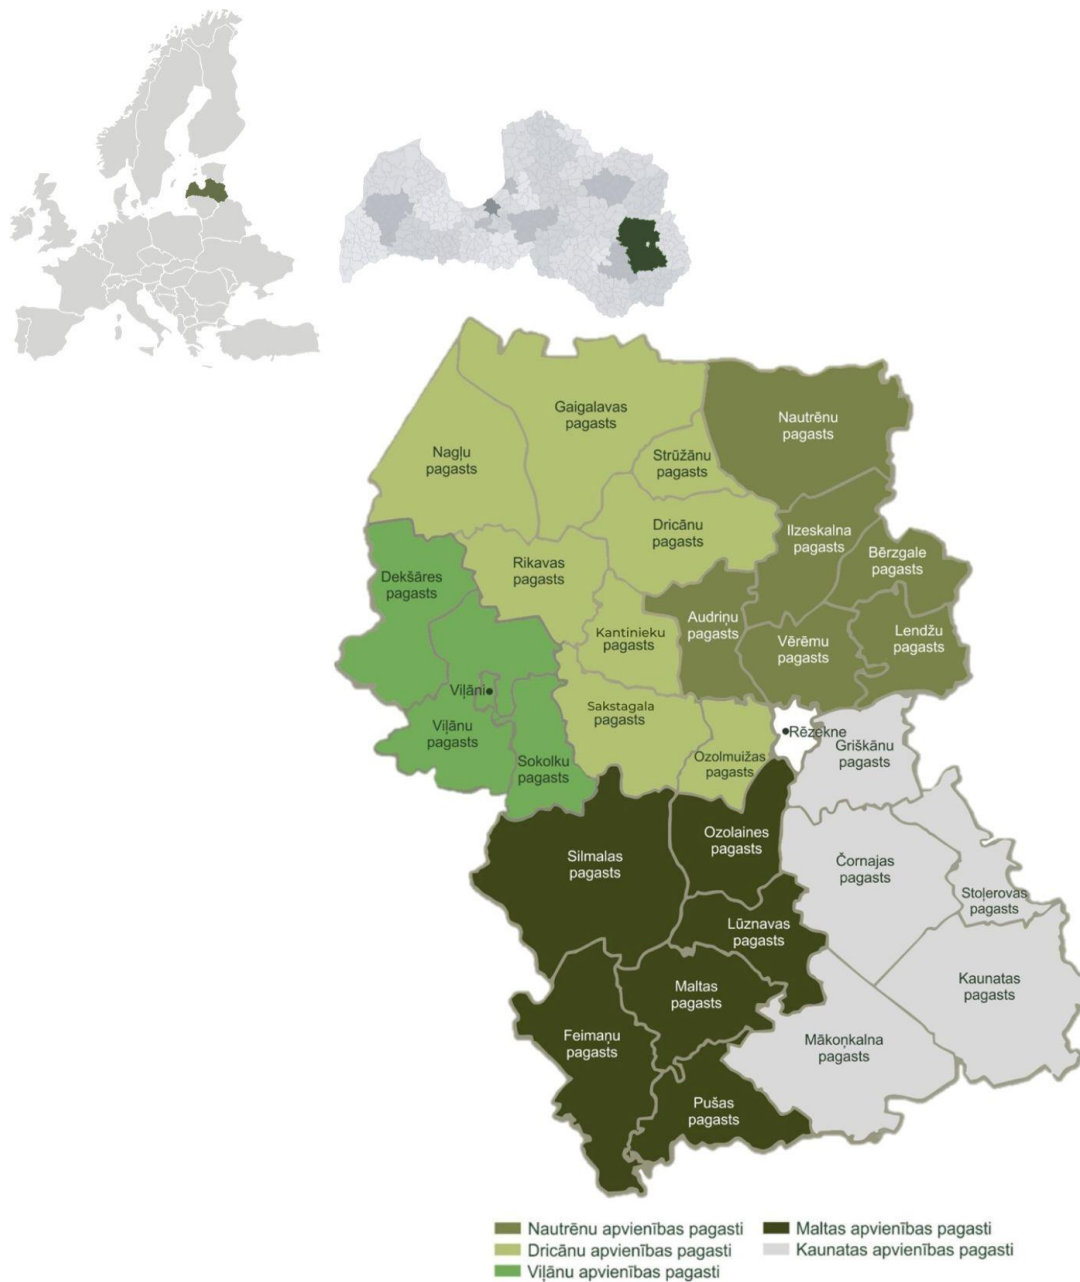 Gaigalavas
pagasts
Nautrēnu
pagasts
Nagļu
pagasts
Strūžānu
pagasts
Dricānu
pagasts
Ilzeskalna
pagasts
Bērzgale
pagasts
Rikavas
pagasts
Dekšāres
pagasts
Kantinieku
pagasts
Audriņu
pagasts
Vērēmu
pagasts
Lendžu
pagasts
Viļāni
Viļānu
pagasts
Sakstagala
pagasts
Sokolku
pagasts
Ozolmuižas
pagasts
Rēzekne
Griškānu
pagasts
Silmalas
pagasts
Ozolaines
pagasts
Čornajas
pagasts
Stoļerovas
pagasts
Lūznavas
pagasts
Maltas
pagasts
Kaunatas
pagasts
Feimaņu
pagasts
Mākoņkalna
pagasts
Pušas
pagasts
Nautrēnu apvienības pagasti
Dricānu apvienības pagasti
Viļānu apvienības pagasti
Maltas apvienības pagasti
Kaunatas apvienības pagasti